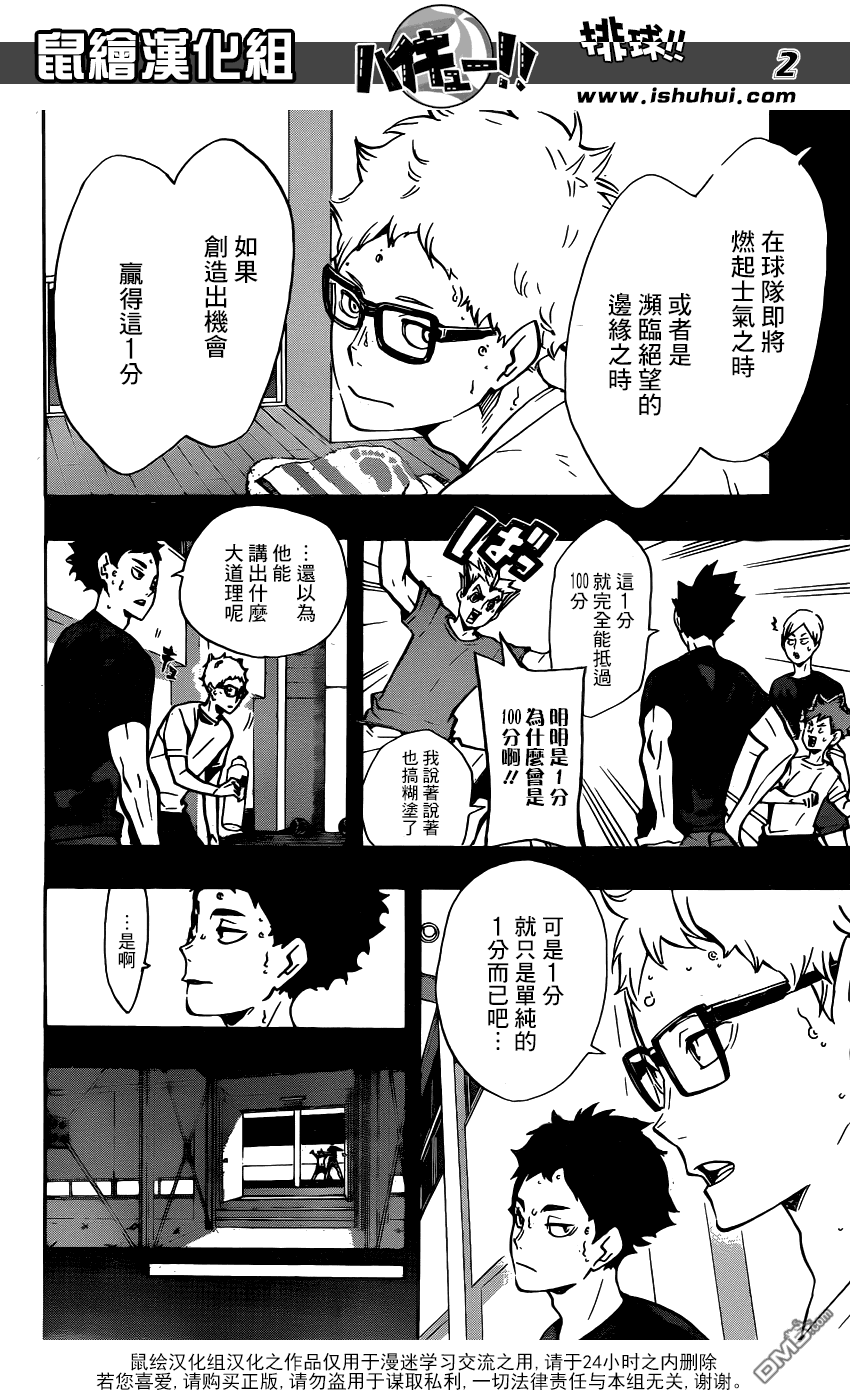 鼠繪漢化組
ハイキュー!!
排球!!
2
www.ishuhui.com
在球隊即將
燃起士氣之時
或者是
瀕臨絕望的
邊緣之時
如果
創造出機會
贏得這1分
這1分
就完全能抵過
100分
しばっ
明明是1分
為什麼會是
100分啊!!
我說著說著
也搞糊塗了
…還以為
他能
講出什麼
大道理呢
可是1分
就只是單純的
1分而已吧…
…是啊
鼠绘汉化组汉化之作品仅用于漫迷学习交流之用, 请于24小时之内删除
若您喜爱, 请购买正版, 请勿盗用于谋取私利, 一切法律责任与本组无关, 谢谢。